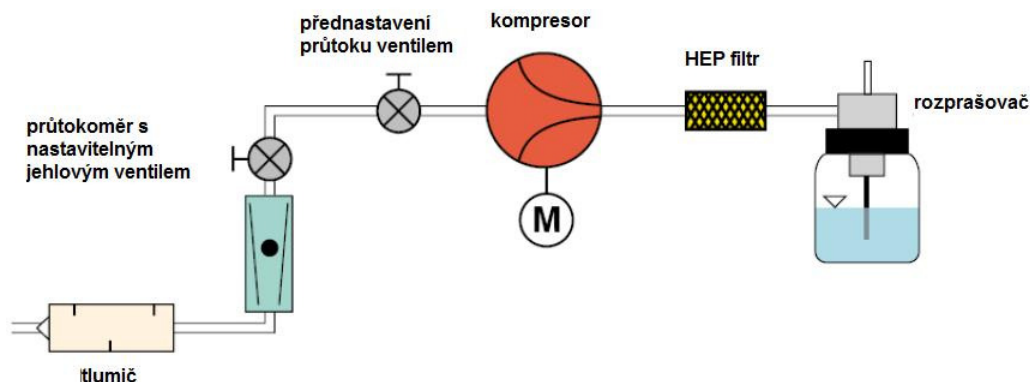 přednastavení
průtoku ventilem
kompresor
HEP filtr
rozprašovač
průtokoměr s
nastavitelným
jehlovým ventilem
M
tlumič